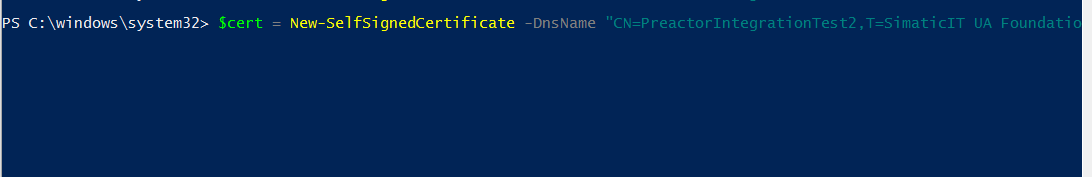 PS C:\windows\system32> $cert = New-SelfSignedCertificate -DnsName "CN=PreactorIntegrationTest2,T=SimaticIT UA Foundatio